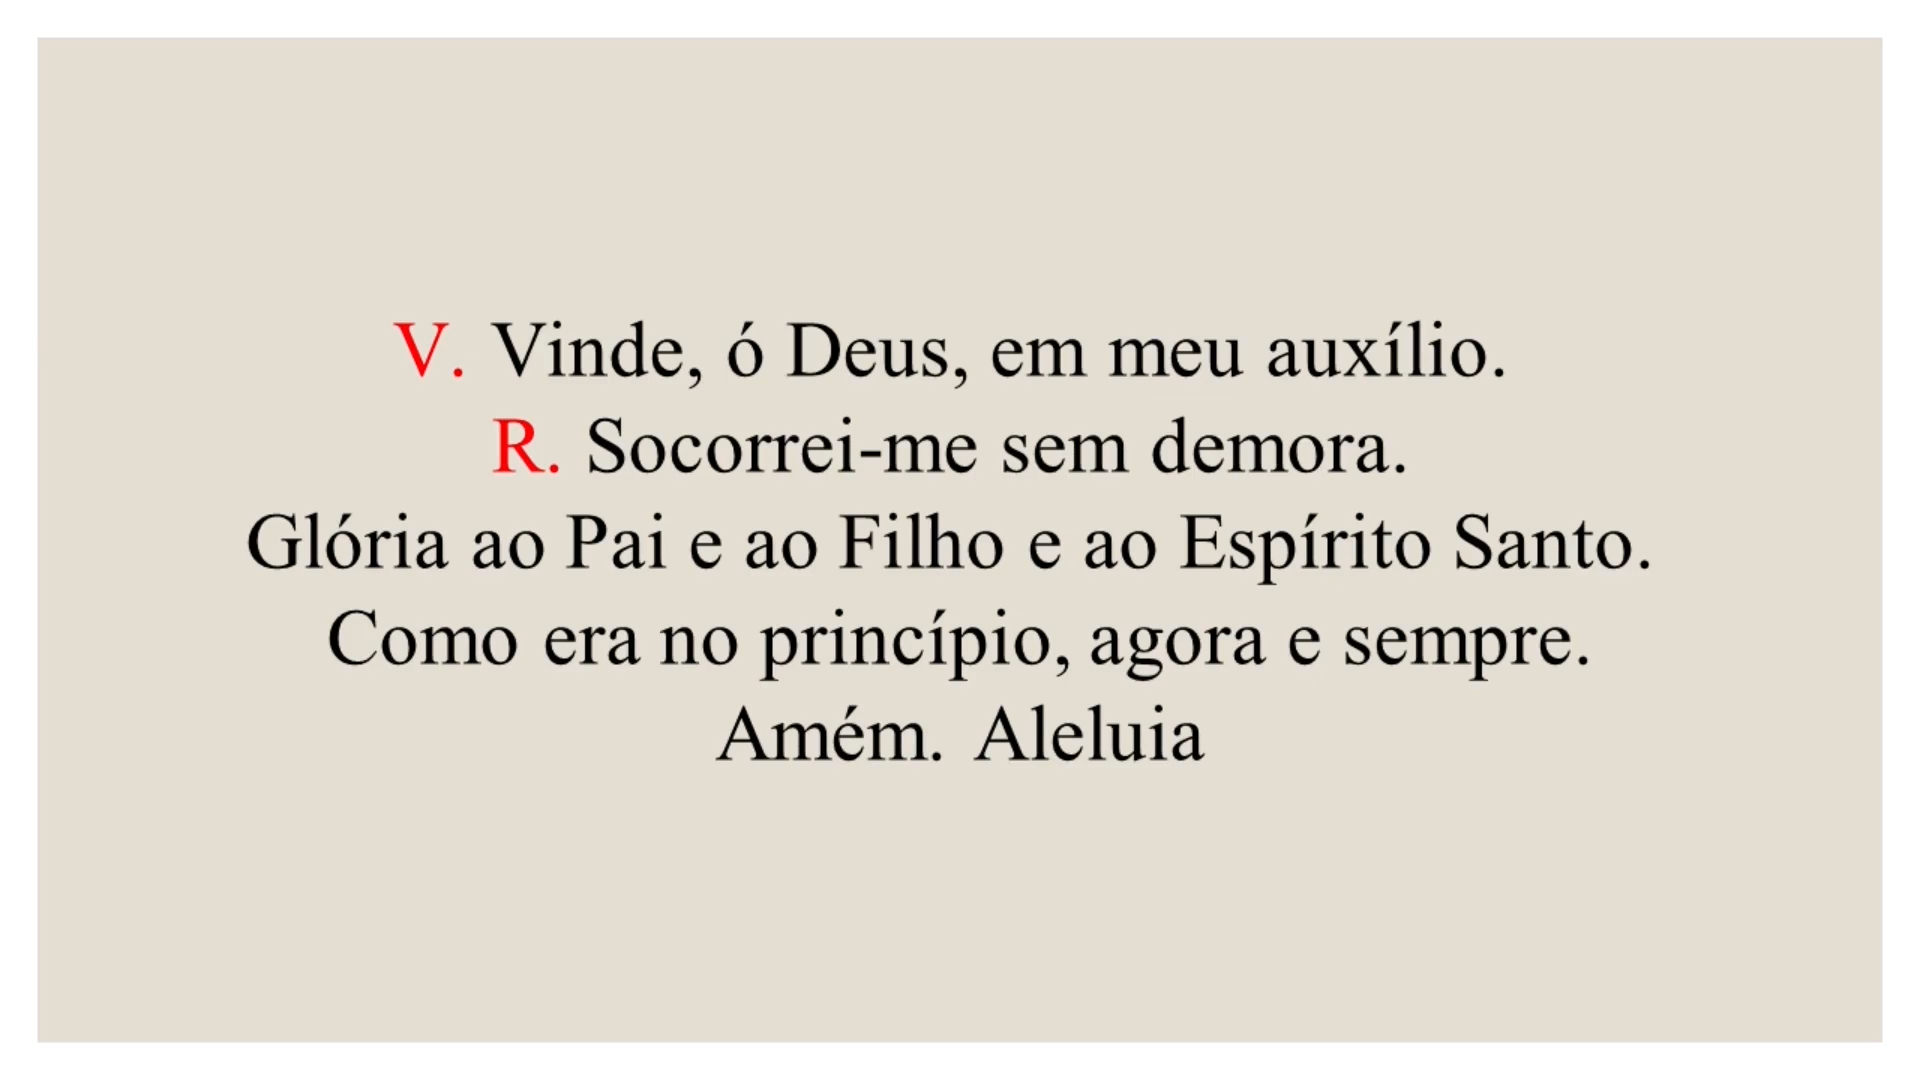 V. Vinde, ó Deus, em meu auxílio.
R. Socorrei-me sem demora.
Glória ao Pai e ao Filho e ao Espírito Santo.
Como era no princípio, agora e sempre.
Amém. Aleluia